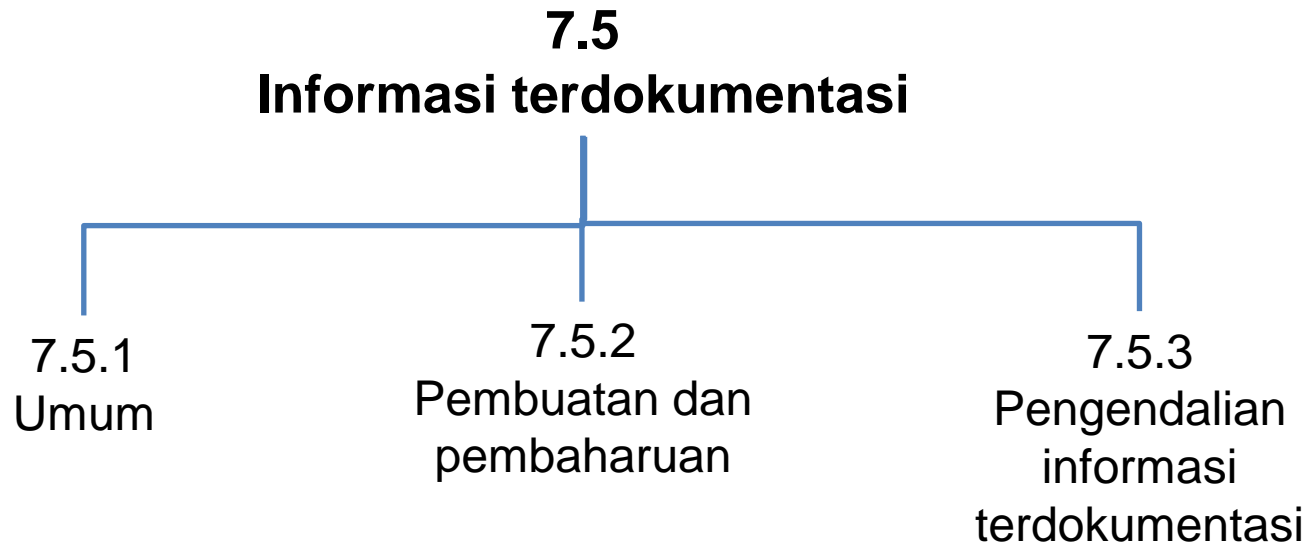 7.5
Informasi terdokumentasi
7.5.1
Umum
7.5.2
Pembuatan dan
pembaharuan
7.5.3
Pengendalian
informasi
terdokumentasi